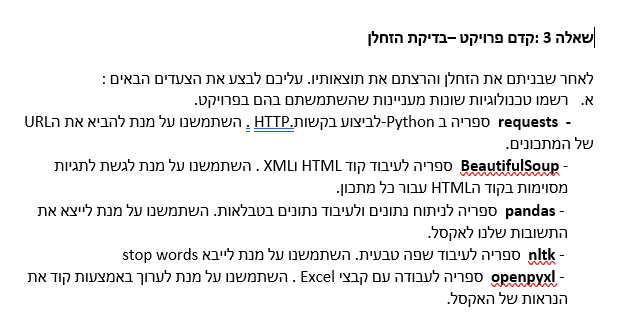 שאלה 3 :קדם פרויקט –בדיקת הזחלן
לאחר שבניתם את הזחלן והרצתם את תוצאותיו. עליכם לבצע את הצעדים הבאים :
א. רשמו טכנולוגיות שונות מעניינות שהשתמשתם בהם בפרויקט.
- requests ספריה ב Python-לביצוע בקשות.HTTP . השתמשנו על מנת להביא את הURL
של המתכונים.
- BeautifulSoup ספריה לעיבוד קוד HTML וXML . השתמשנו על מנת לגשת לתגיות
מסוימות בקוד הHTML עבור כל מתכון.
- pandas ספריה לניתוח נתונים ולעיבוד נתונים בטבלאות. השתמשנו על מנת לייצא את
התשובות שלנו לאקסל.
- nltk ספריה לעיבוד שפה טבעית. השתמשנו על מנת לייבא stop words
- openpyxl ספריה לעבודה עם קבצי Excel . השתמשנו על מנת לערוך באמצעות קוד את
הנראות של האקסל.